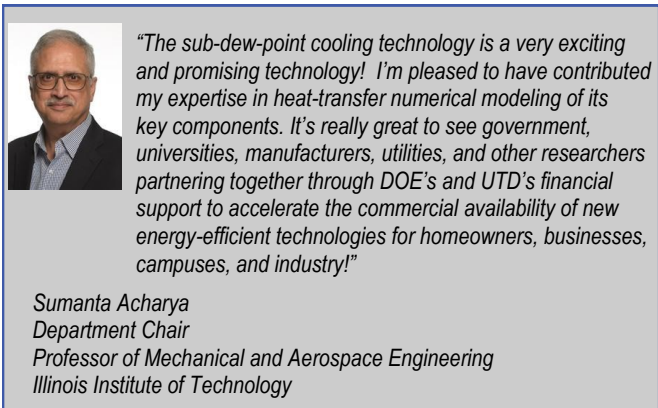 “The sub-dew-point cooling technology is a very exciting
and promising technology!  I’m pleased to have contributed
my expertise in heat-transfer numerical modeling of its
key components. It’s really great to see government,
universities, manufacturers, utilities, and other researchers
partnering together through DOE’s and UTD’s financial
support to accelerate the commercial availability of new
energy-efficient technologies for homeowners, businesses,
campuses, and industry!”
Sumanta Acharya
Department Chair
Professor of Mechanical and Aerospace Engineering
Illinois Institute of Technology